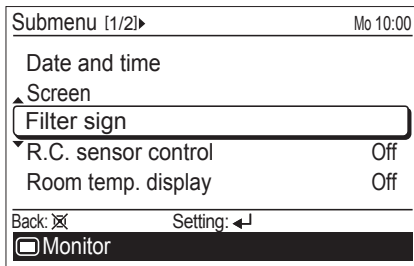 Submenu [1/2] Mo 10:00
Date and time
Screen
Filter sign
R.C. sensor control Off
Room temp. display Off
Back: Setting:
Monitor